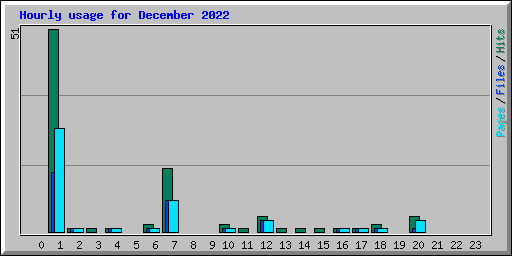 Hourly usage for December 2022
51
Pages/Files/Hits
0 1 2 3 4 5 6 7 8 9 10 11 12 13 14 15 16 17 18 19 20 21 22 23